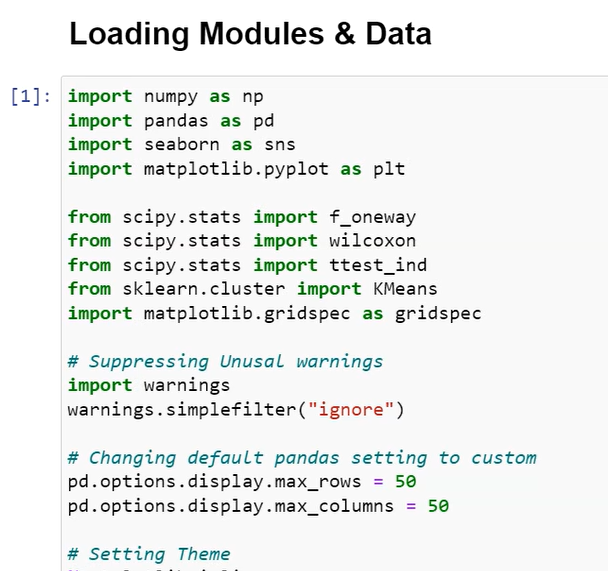 Loading Modules & Data
[1]: import numpy as np
import pandas as pd
import seaborn as sns
import matplotlib.pyplot as plt
from scipy.stats import f_oneway
from scipy.stats import wilcoxon
from scipy.stats import ttest_ind
from sklearn.cluster import KMeans
import matplotlib.gridspec as gridspec
# Suppressing Unusal warnings
import warnings
warnings.simplefilter("ignore")
# Changing default pandas setting to custom
pd.options.display.max_rows = 50
pd.options.display.max_columns = 50
# Setting Theme